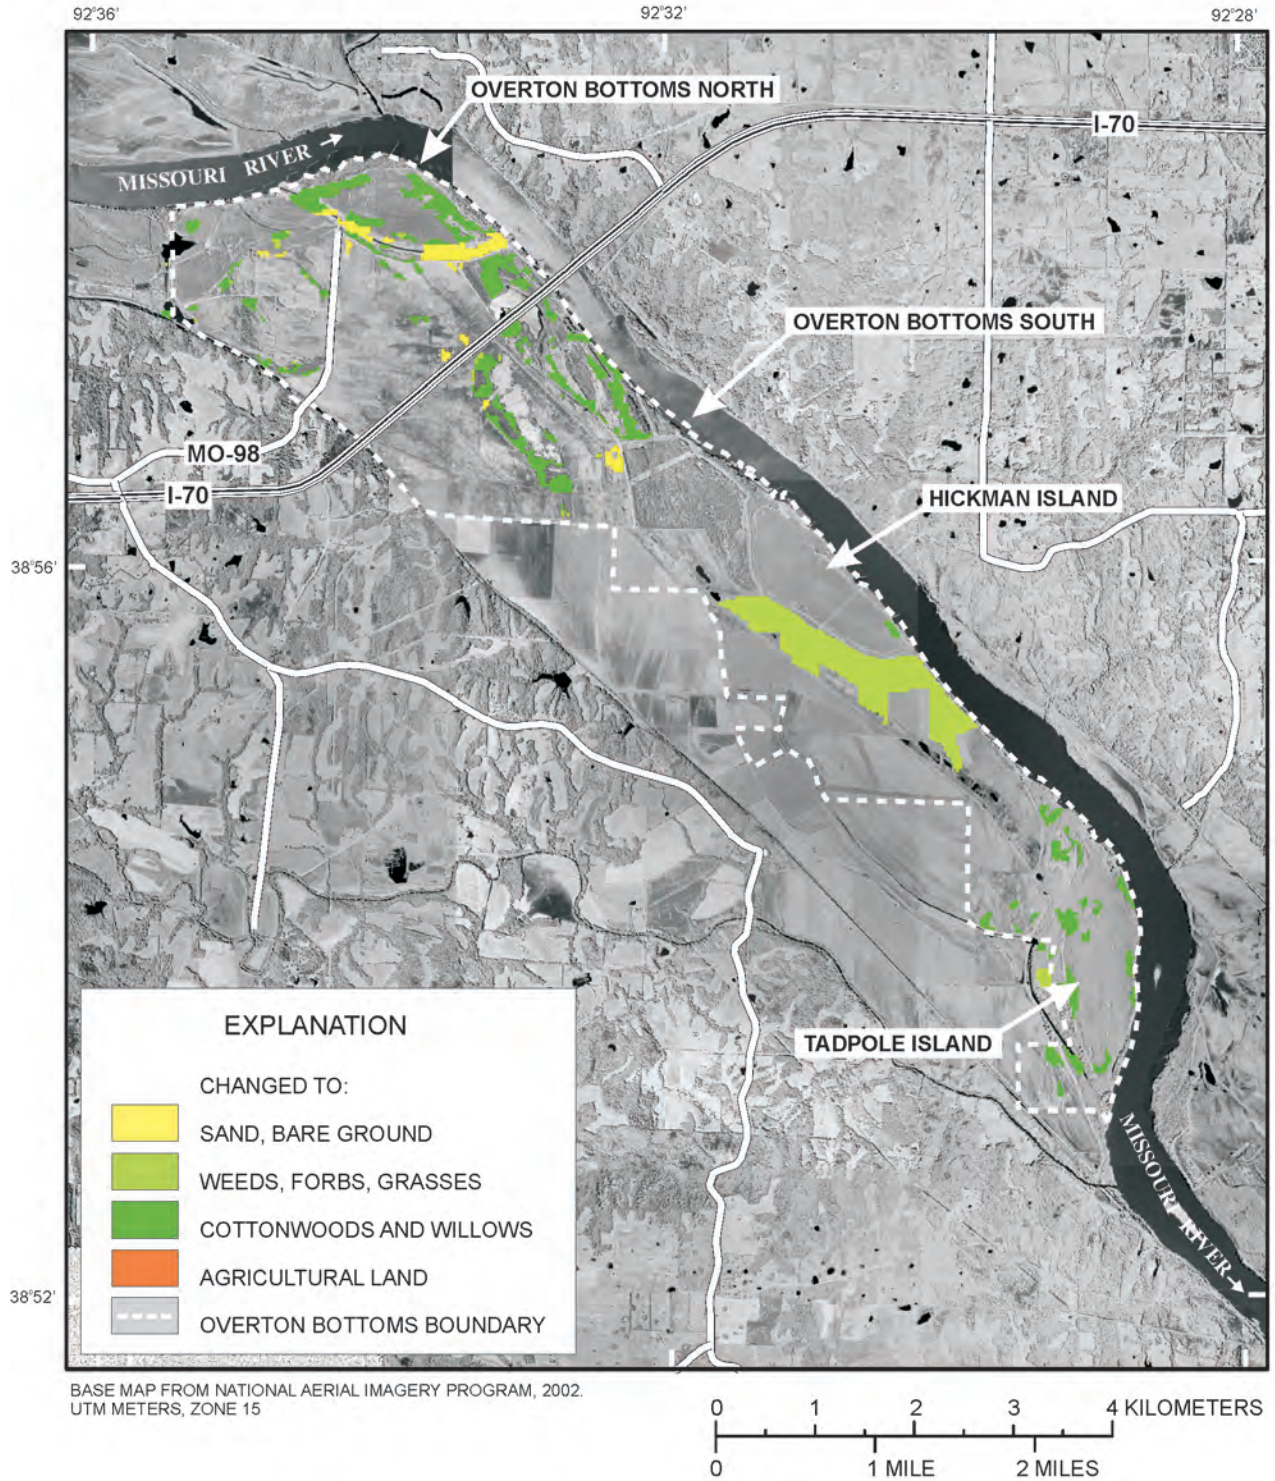 92°36'
92°32'
92°28'
OVERTON BOTTOMS NORTH
I-70
MISSOURI RIVER
OVERTON BOTTOMS SOUTH
MO-98
I-70
HICKMAN ISLAND
38°56'
TADPOLE ISLAND
EXPLANATION
CHANGED TO:
SAND, BARE GROUND
WEEDS, FORBS, GRASSES
COTTONWOODS AND WILLOWS
AGRICULTURAL LAND
OVERTON BOTTOMS BOUNDARY
MISSOURI RIVER
38°52'
BASE MAP FROM NATIONAL AERIAL IMAGERY PROGRAM, 2002.
UTM METERS, ZONE 15
0 1 2 3 4 KILOMETERS
0 1 MILE 2 MILES